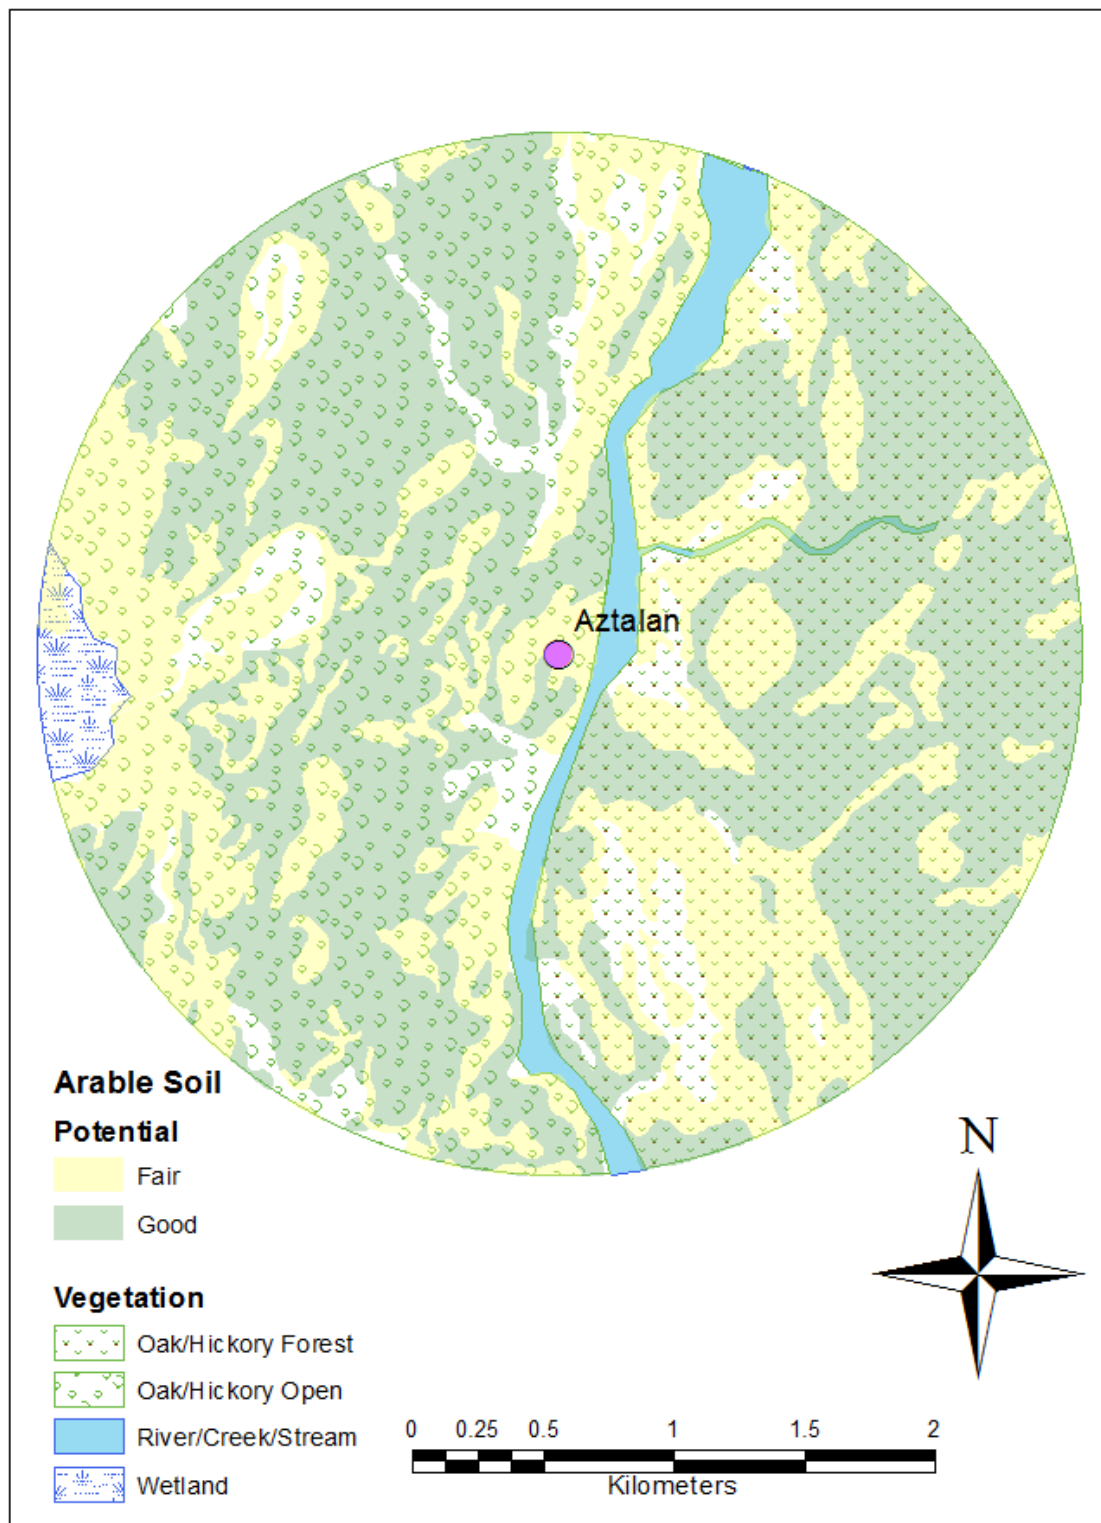 Aztalan
Arable Soil
Potential
Fair
Good
N
Vegetation
Oak/Hickory Forest
Oak/Hickory Open
River/Creek/Stream
Wetland
0 0.25 0.5 1 1.5 2
Kilometers